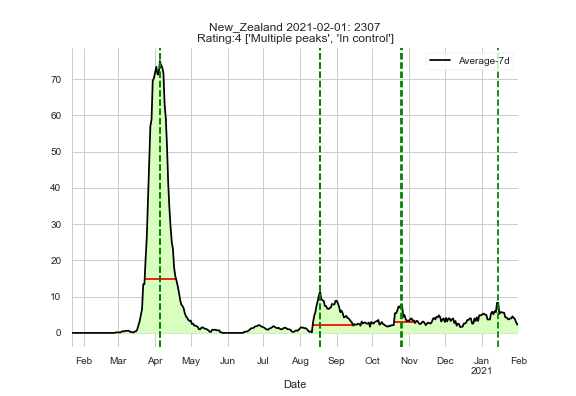 New_Zealand 2021-02-01: 2307
Rating:4 ['Multiple peaks', 'In control']
Average-7d
70
60
50
40
30
20
10
0
Feb Mar Apr May Jun Jul Aug Sep Oct Nov Dec Jan Feb
2021
Date